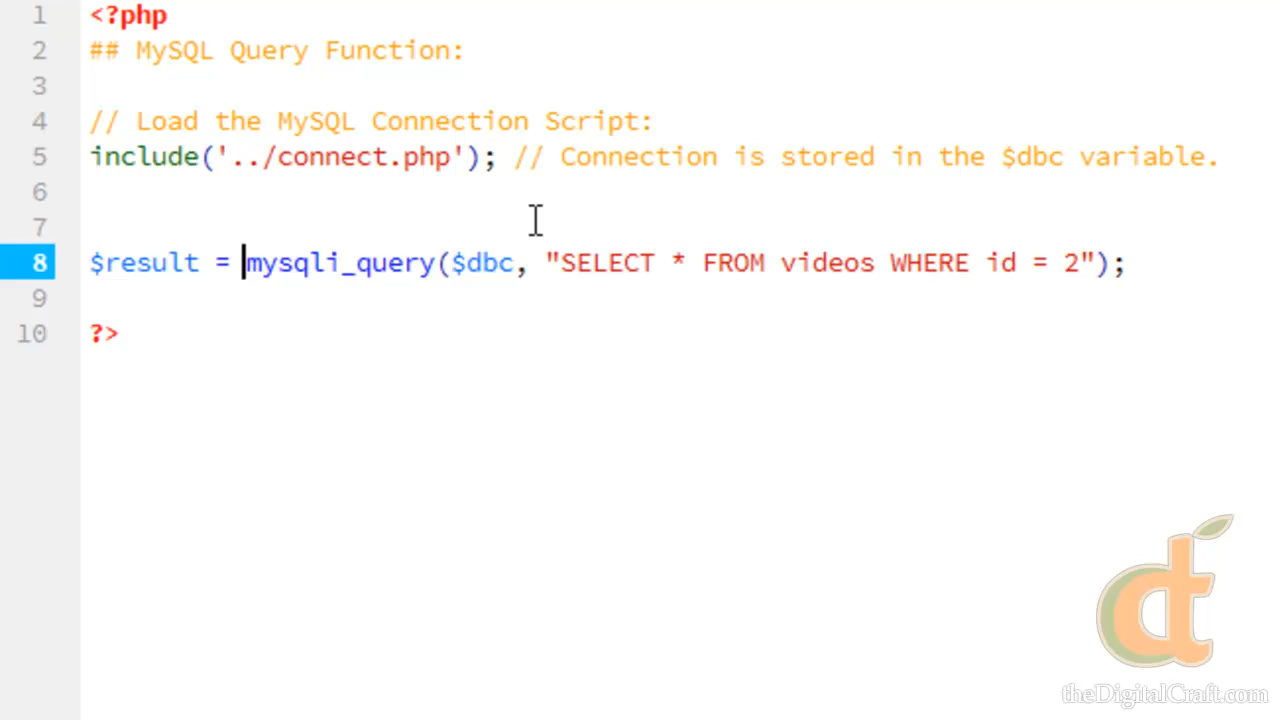 1 <?php
2 ## MySQL Query Function:
3
4 // Load the MySQL Connection Script:
5 include('../connect.php'); // Connection is stored in the $dbc variable.
6
7
8 $result = mysqli_query($dbc, "SELECT * FROM videos WHERE id = 2");
9
10 ?>
dt
theDigitalCraft.com